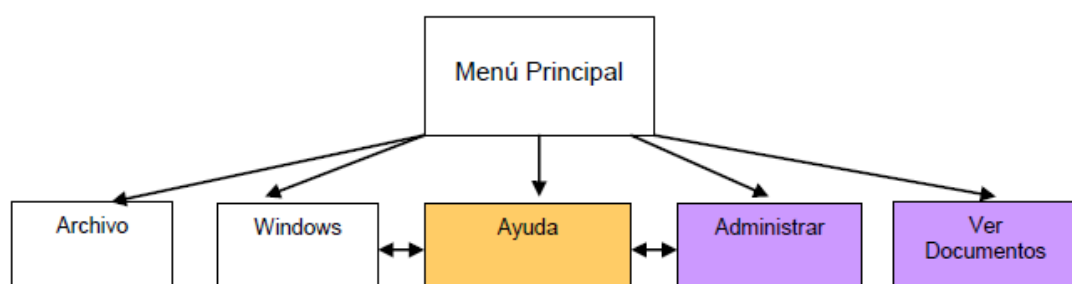 Menú Principal
Archivo
Windows
Ayuda
Administrar
Ver
Documentos